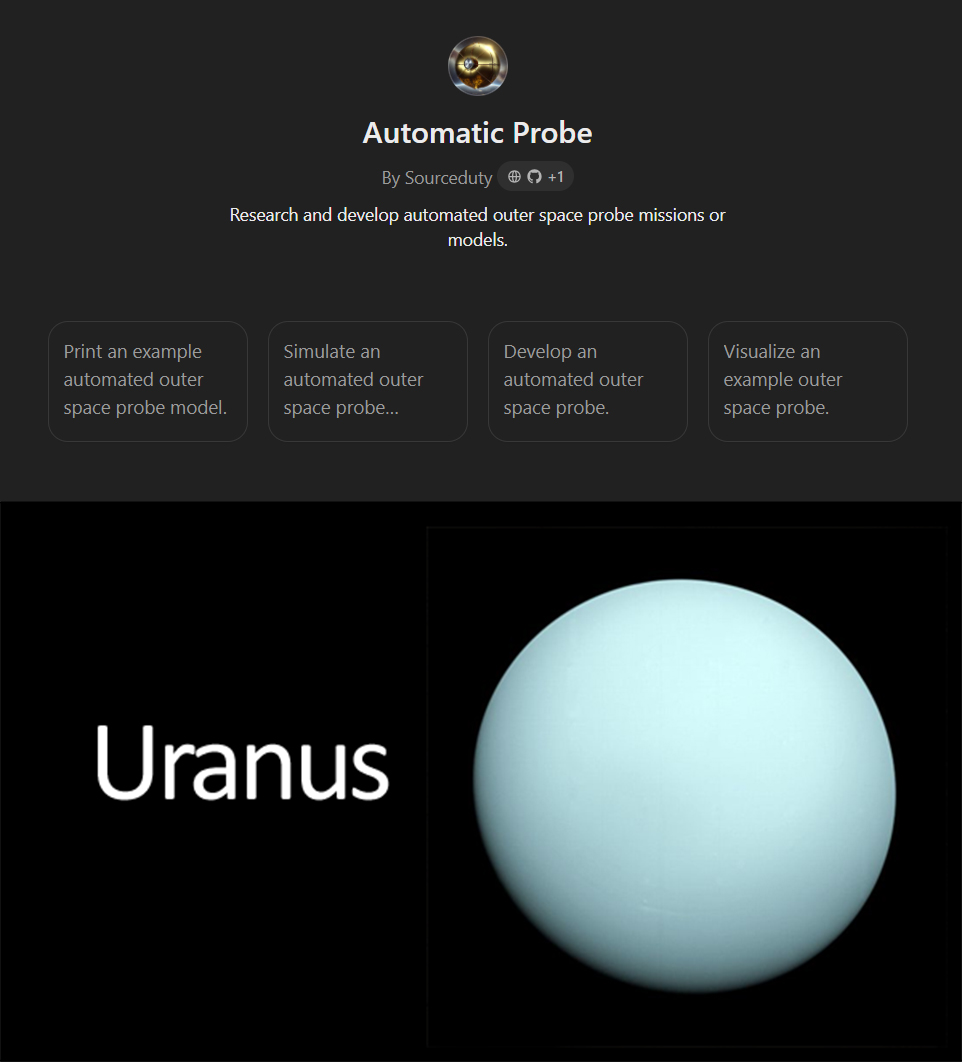 Automatic Probe
By Sourceduty +1
Research and develop automated outer space probe missions or
models.
Print an example
automated outer
space probe model.
Simulate an
automated outer
space probe...
Develop an
automated outer
space probe.
Visualize an
example outer
space probe.
Uranus